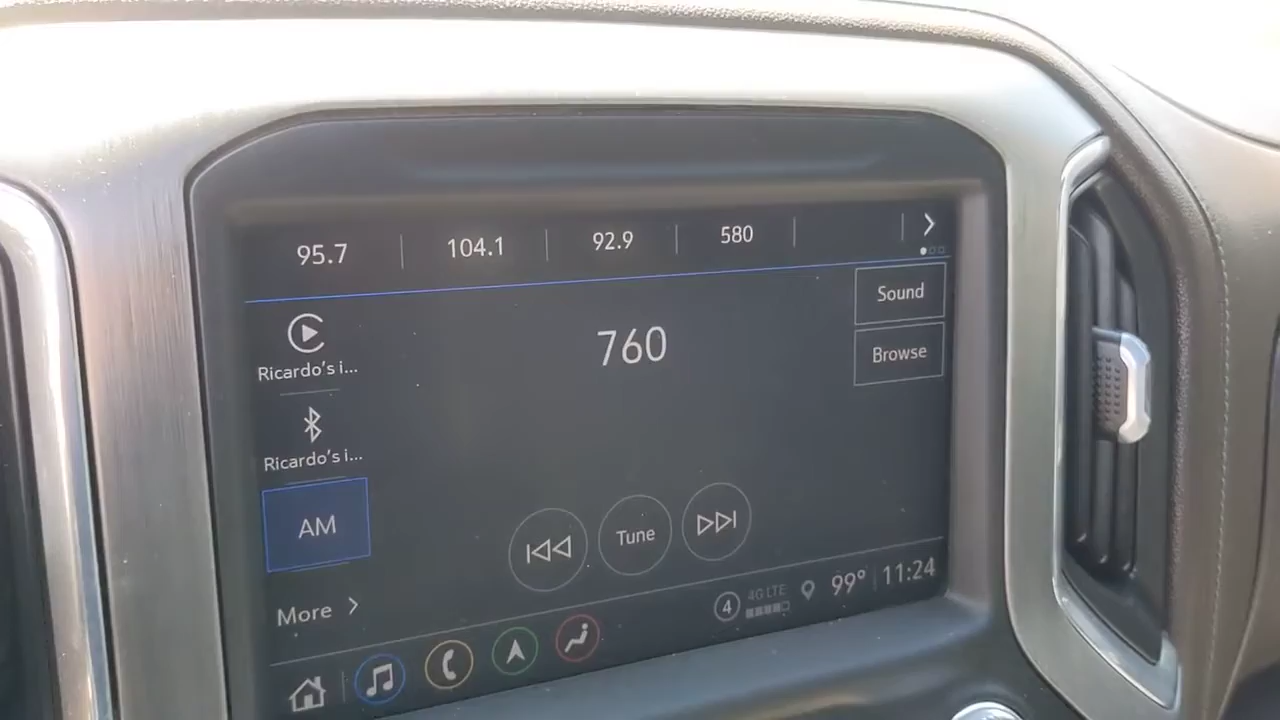 95.7 104.1 92.9 580
Sound
Ricardo's i...
760
Browse
Ricardo's i...
AM
Tune
More
4 4G LTE 99° 11:24